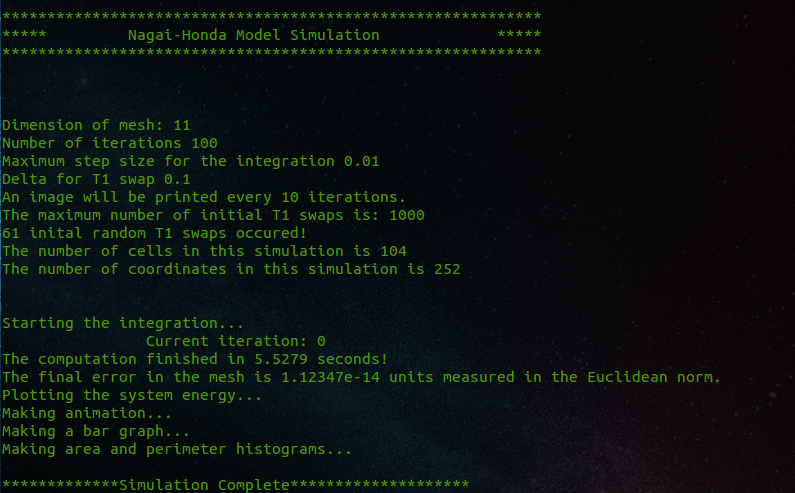 ************************************************************
*****         Nagai-Honda Model Simulation             *****
************************************************************
Dimension of mesh: 11
Number of iterations 100
Maximum step size for the integration 0.01
Delta for T1 swap 0.1
An image will be printed every 10 iterations.
The maximum number of initial T1 swaps is: 1000
61 inital random T1 swaps occured!
The number of cells in this simulation is 104
The number of coordinates in this simulation is 252
Starting the integration...
                Current iteration: 0
The computation finished in 5.5279 seconds!
The final error in the mesh is 1.12347e-14 units measured in the Euclidean norm.
Plotting the system energy...
Making animation...
Making a bar graph...
Making area and perimeter histograms...
*************Simulation Complete********************